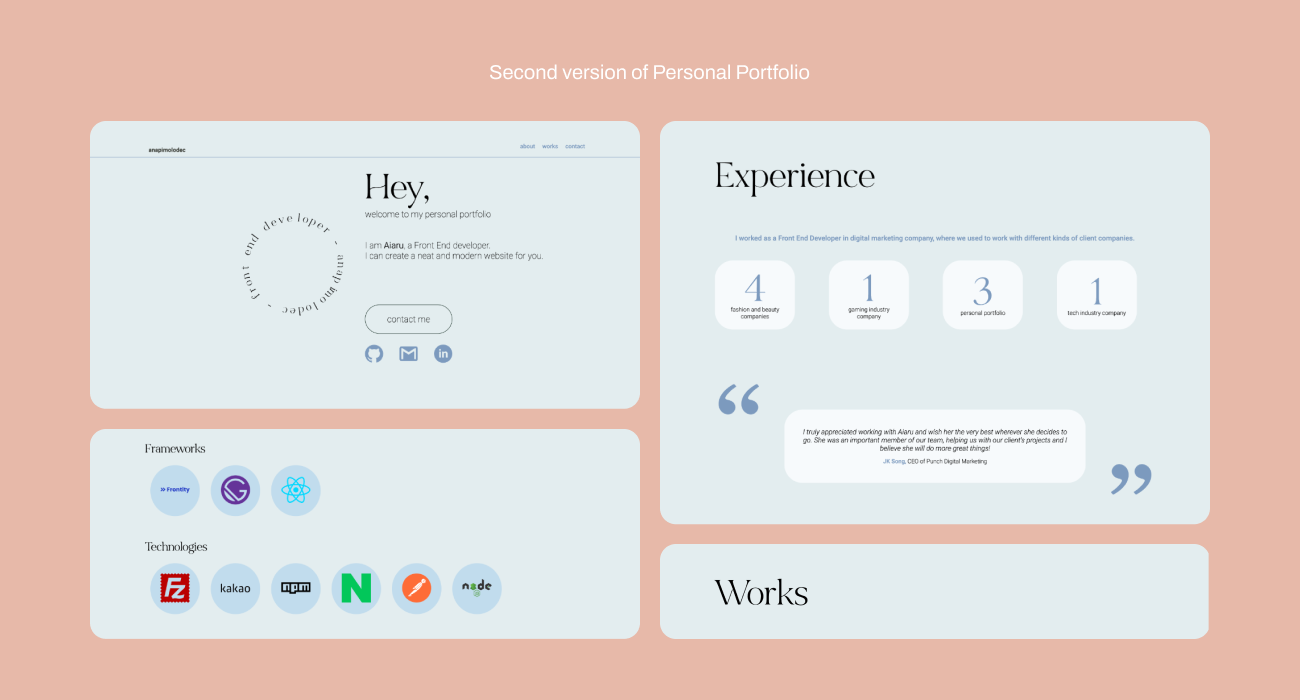 Second version of Personal Portfolio
anapimolodec
about works contact
Hey,
welcome to my personal portfolio
I am Aiaru, a Front End developer.
I can create a neat and modern website for you.
front end developer - anapimolodec -
contact me
in
Frameworks
Frontity
Technologies
Fz
kakao
npm
N
node
Experience
I worked as a Front End Developer in digital marketing company, where we used to work with different kinds of client companies.
4
fashion and beauty
companies
1
gaming industry
company
3
personal portfolio
1
tech industry company
“
I truly appreciated working with Aiaru and wish her the very best wherever she decides to
go. She was an important member of our team, helping us with our client's projects and I
believe she will do more great things!
JK Song, CEO of Punch Digital Marketing
”
Works